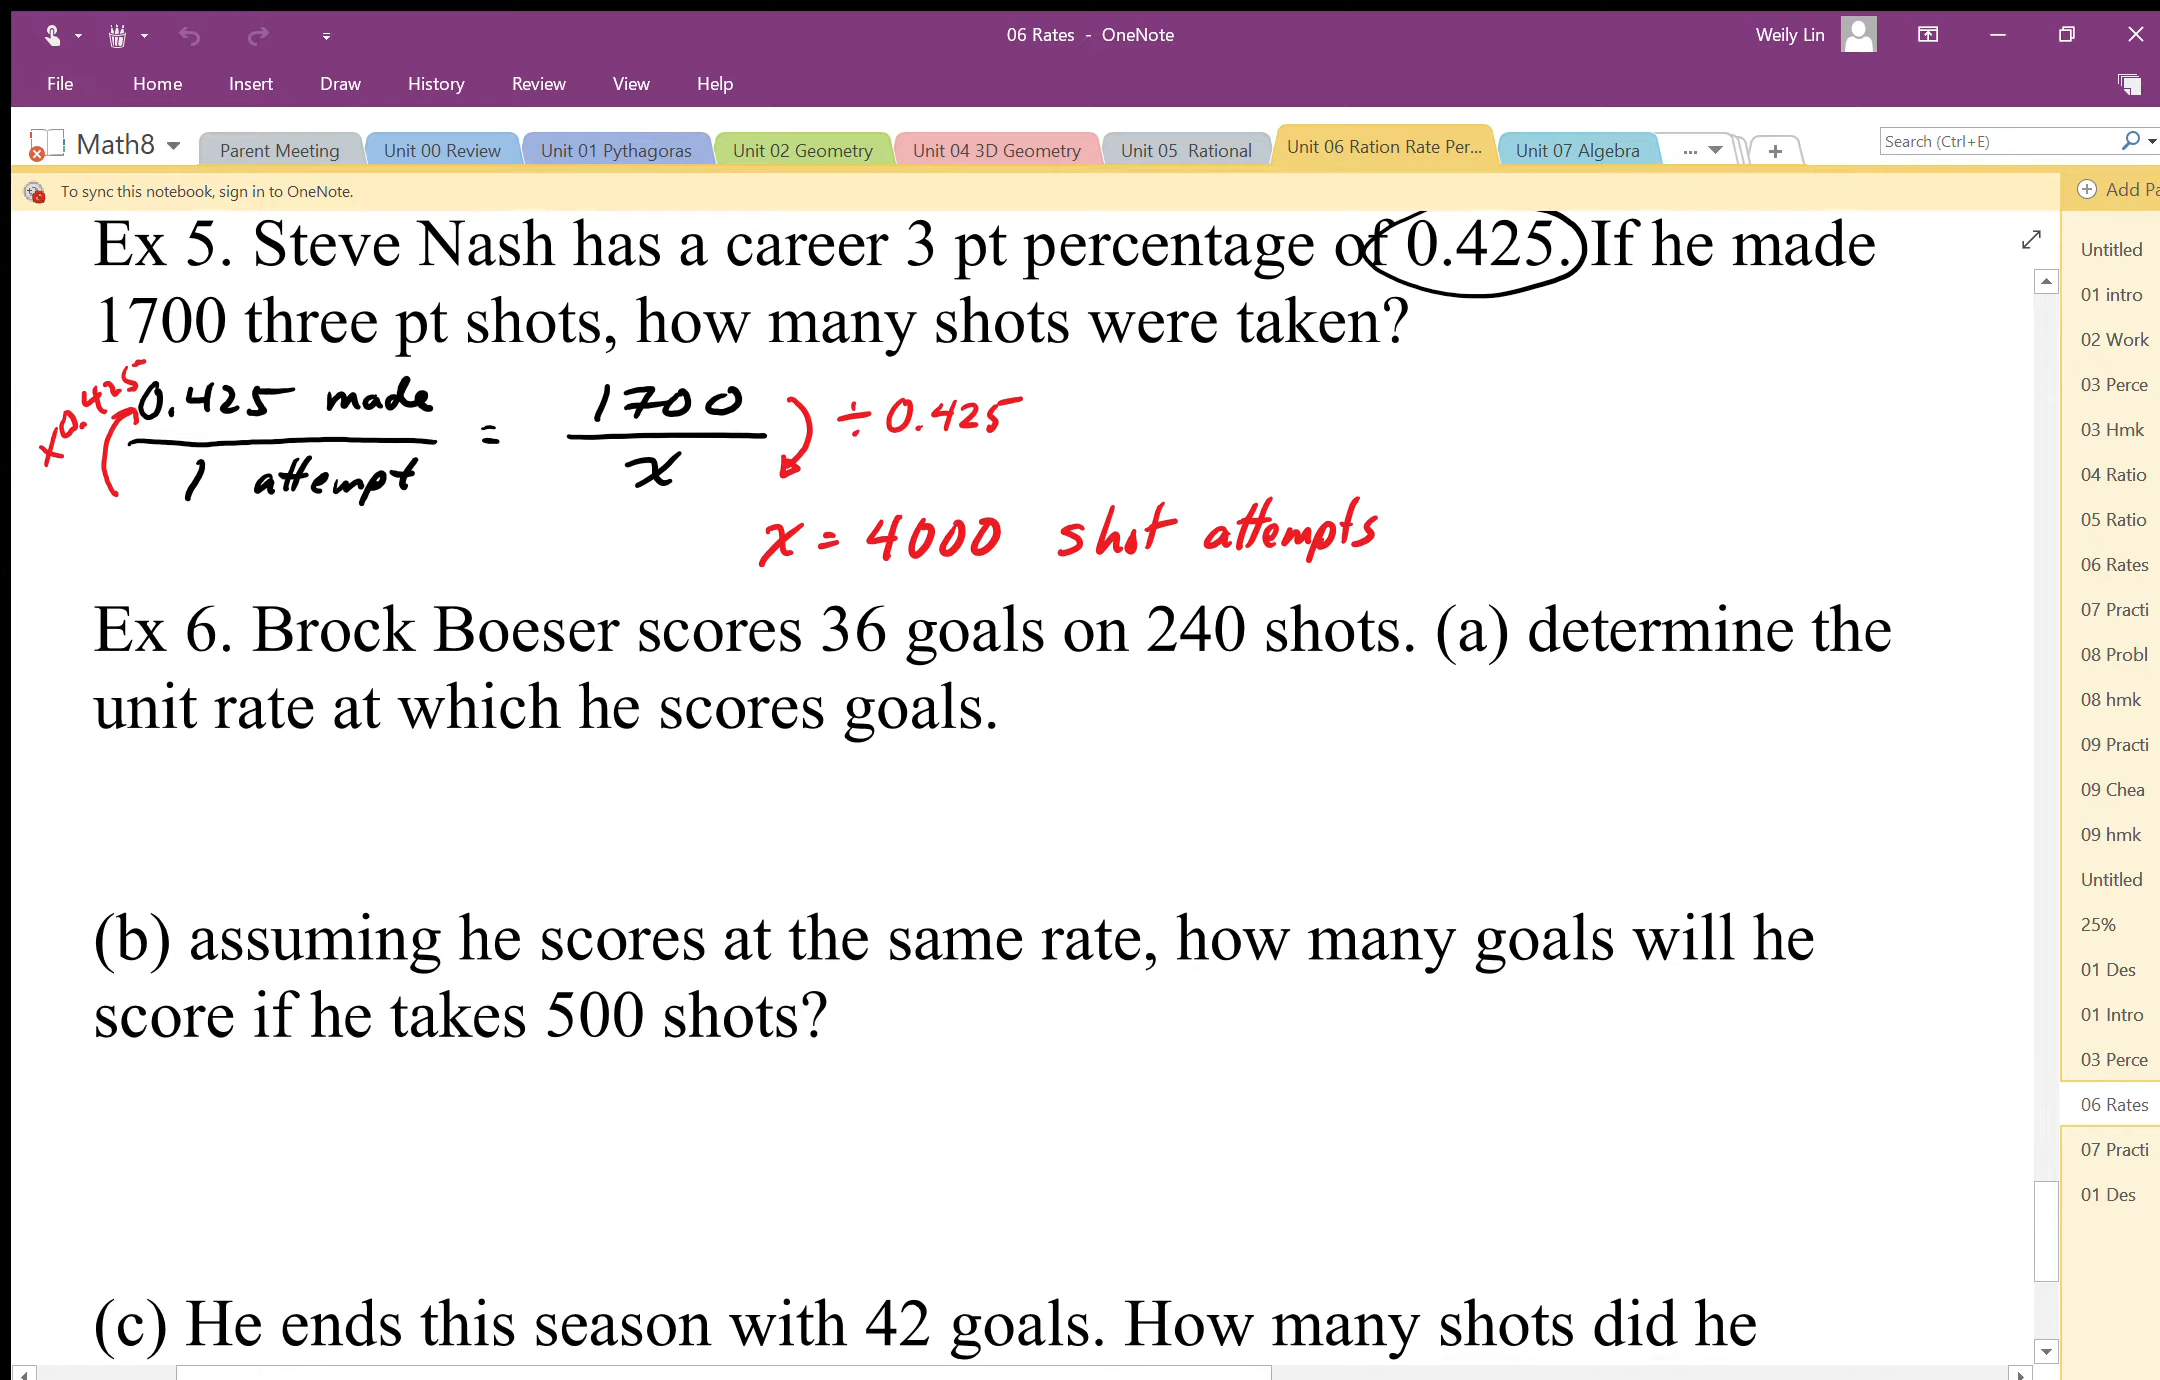 06 Rates - OneNote
Weily Lin
File Home Insert Draw History Review View Help
Math8
Parent Meeting
Unit 00 Review
Unit 01 Pythagoras
Unit 02 Geometry
Unit 04 3D Geometry
Unit 05 Rational
Unit 06 Ration Rate Per...
Unit 07 Algebra
...
Search (Ctrl+E)
To sync this notebook, sign in to OneNote.
Ex 5. Steve Nash has a career 3 pt percentage of 0.425. If he made
1700 three pt shots, how many shots were taken?
x0.425
0.425 made
1 attempt
=
1700
x
÷ 0.425
x = 4000 shot attempts
Ex 6. Brock Boeser scores 36 goals on 240 shots. (a) determine the
unit rate at which he scores goals.
(b) assuming he scores at the same rate, how many goals will he
score if he takes 500 shots?
(c) He ends this season with 42 goals. How many shots did he
Add Pa
Untitled
01 intro
02 Work
03 Perce
03 Hmk
04 Ratio
05 Ratio
06 Rates
07 Practi
08 Probl
08 hmk
09 Practi
09 Chea
09 hmk
Untitled
25%
01 Des
01 Intro
03 Perce
06 Rates
07 Practi
01 Des